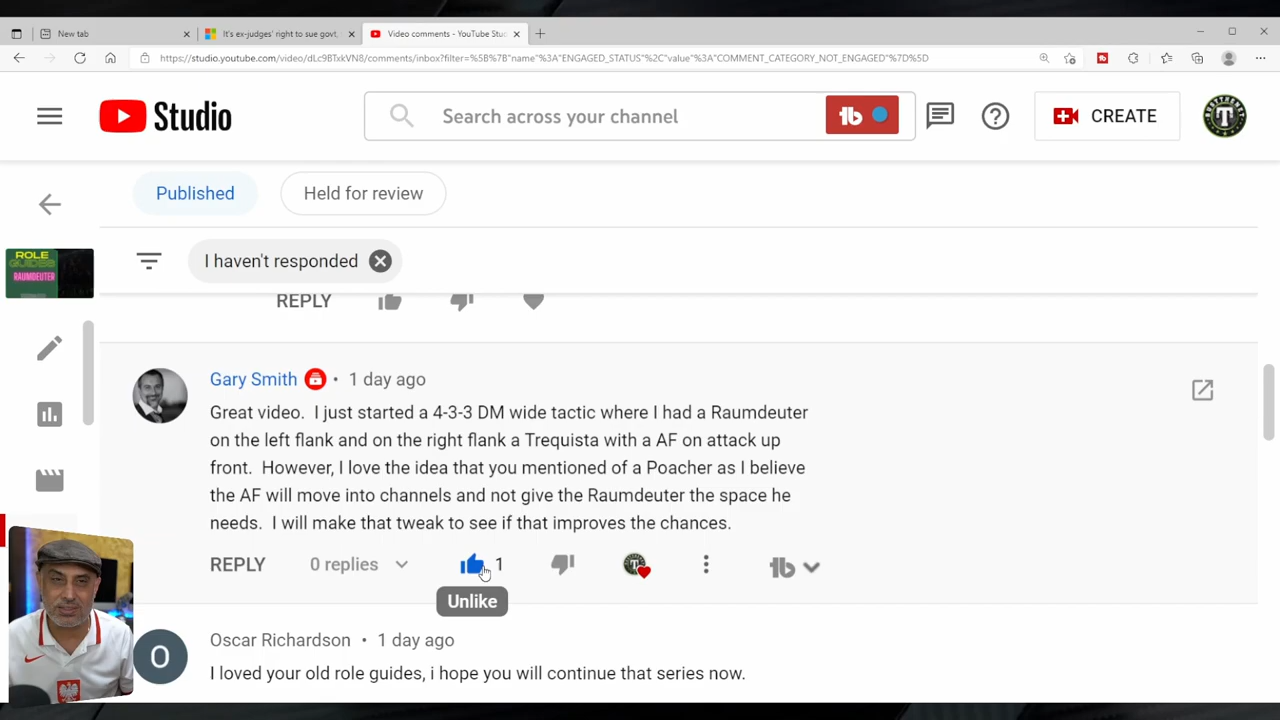 New tab
It's ex-judges' right to sue govt,
Video comments - YouTube Stu
https://studio.youtube.com/video/dLc9BTxkVN8/comments/inbox?filter=%5B%7B"name"%3A"ENGAGED_STATUS"%2C"value"%3A"COMMENT_CATEGORY_NOT_ENGAGED"%7D%5D
Studio
Search across your channel
tb
CREATE
Published
Held for review
ROLE
GUIDES
RAUMDEUTER
I haven't responded
REPLY
Gary Smith • 1 day ago
Great video. I just started a 4-3-3 DM wide tactic where I had a Raumdeuter
on the left flank and on the right flank a Trequista with a AF on attack up
front. However, I love the idea that you mentioned of a Poacher as I believe
the AF will move into channels and not give the Raumdeuter the space he
needs. I will make that tweak to see if that improves the chances.
REPLY 0 replies 1 tb
Unlike
O
Oscar Richardson • 1 day ago
I loved your old role guides, i hope you will continue that series now.